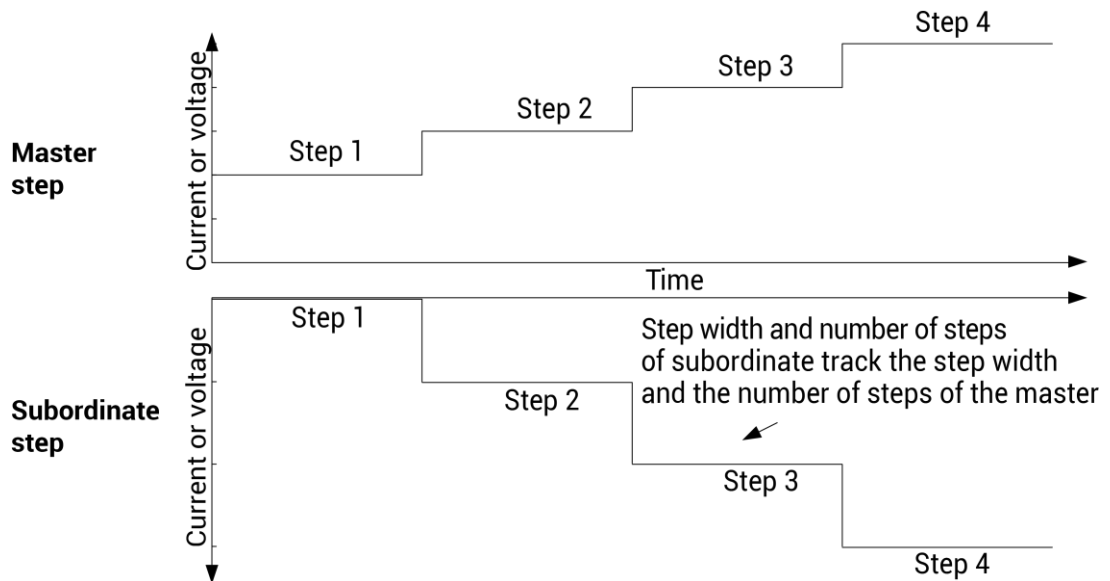 Step 4
Step 3
Step 2
Step 1
Master
step
Current or voltage
Time
Step 1
Step width and number of steps
of subordinate track the step width
and the number of steps of the master
Step 2
Subordinate
step
Current or voltage
Step 3
Step 4